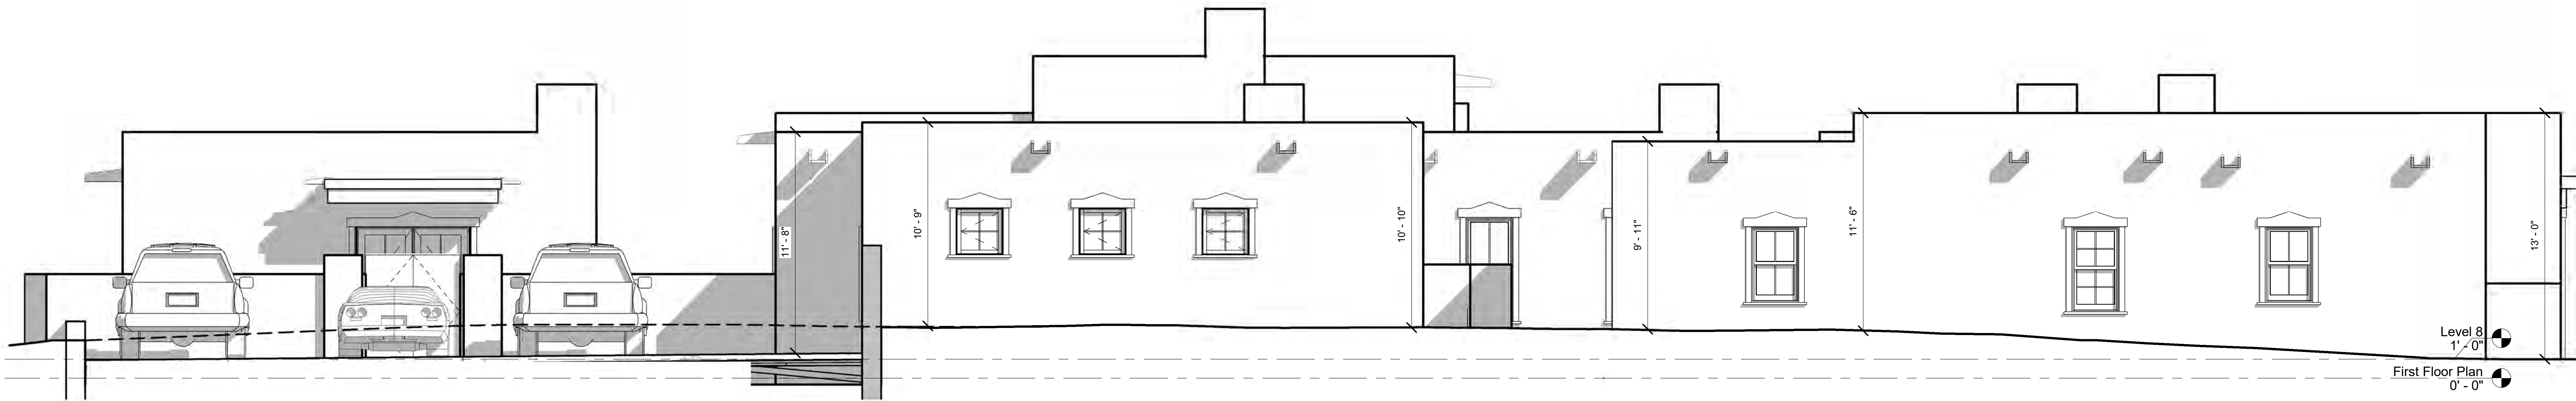 11' - 8"
10' - 9"
10' - 10"
9' - 11"
11' - 6"
13' - 0"
Level 8
1' - 0"
First Floor Plan
0' - 0"